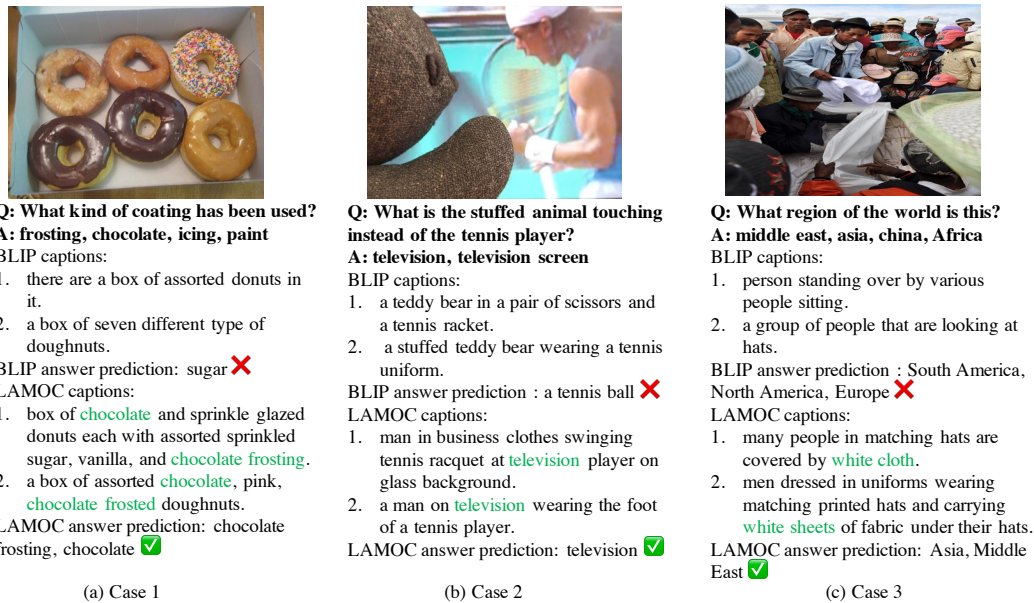 Q: What kind of coating has been used?
A: frosting, chocolate, icing, paint
BLIP captions:
1. there are a box of assorted donuts in
it.
2. a box of seven different type of
doughnuts.
BLIP answer prediction: sugar ❌
LAMOC captions:
1. box of chocolate and sprinkle glazed
donuts each with assorted sprinkled
sugar, vanilla, and chocolate frosting.
2. a box of assorted chocolate, pink,
chocolate frosted doughnuts.
LAMOC answer prediction: chocolate
frosting, chocolate ✅
(a) Case 1
Q: What is the stuffed animal touching
instead of the tennis player?
A: television, television screen
BLIP captions:
1. a teddy bear in a pair of scissors and
a tennis racket.
2. a stuffed teddy bear wearing a tennis
uniform.
BLIP answer prediction : a tennis ball ❌
LAMOC captions:
1. man in business clothes swinging
tennis racquet at television player on
glass background.
2. a man on television wearing the foot
of a tennis player.
LAMOC answer prediction: television ✅
(b) Case 2
Q: What region of the world is this?
A: middle east, asia, china, Africa
BLIP captions:
1. person standing over by various
people sitting.
2. a group of people that are looking at
hats.
BLIP answer prediction : South America,
North America, Europe ❌
LAMOC captions:
1. many people in matching hats are
covered by white cloth.
2. men dressed in uniforms wearing
matching printed hats and carrying
white sheets of fabric under their hats.
LAMOC answer prediction: Asia, Middle
East ✅
(c) Case 3